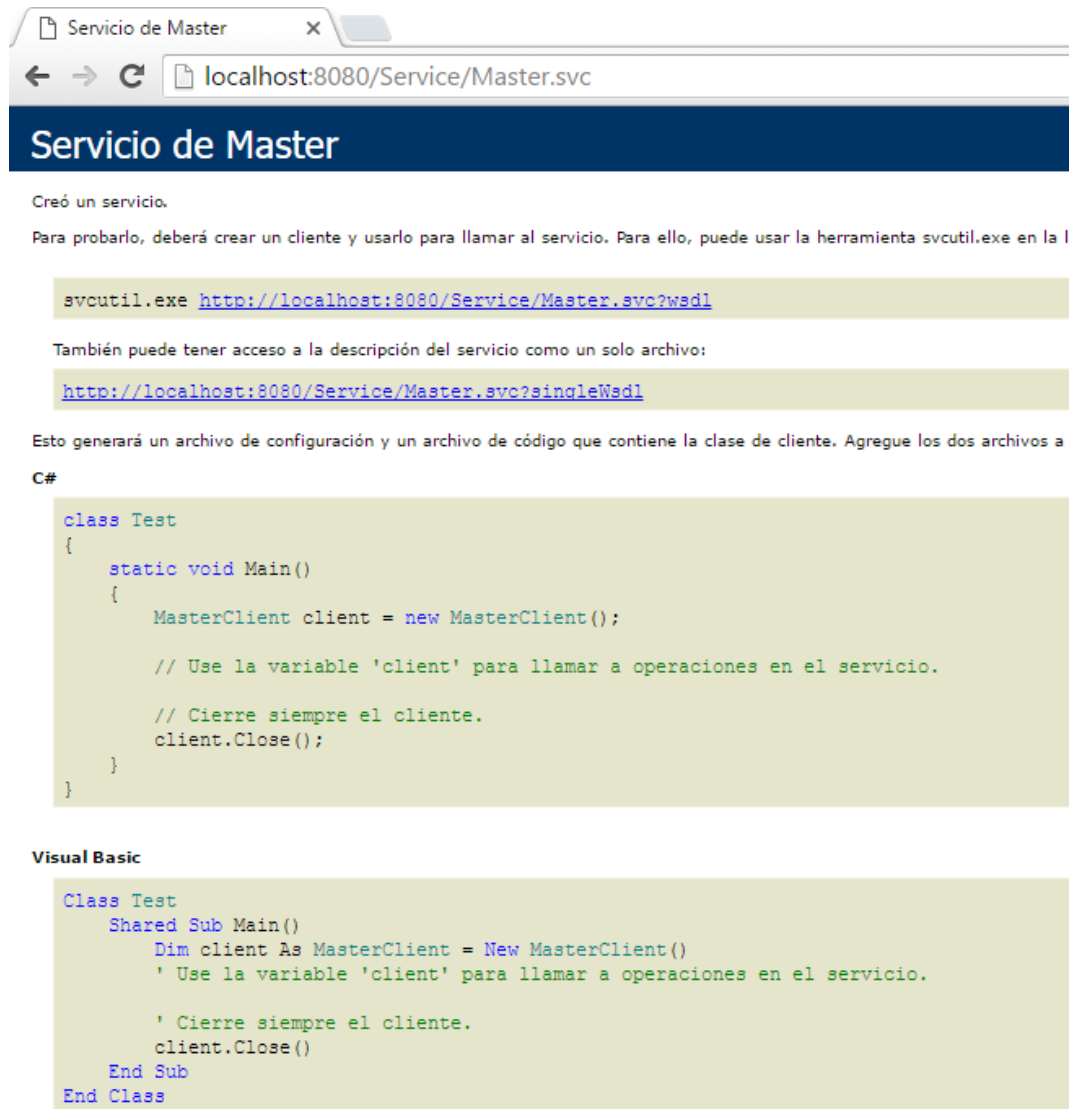 Servicio de Master
localhost:8080/Service/Master.svc
Servicio de Master
Creó un servicio.
Para probarlo, deberá crear un cliente y usarlo para llamar al servicio. Para ello, puede usar la herramienta svcutil.exe en la l
svcutil.exe http://localhost:8080/Service/Master.svc?wsdl
También puede tener acceso a la descripción del servicio como un solo archivo:
http://localhost:8080/Service/Master.svc?singleWsdl
Esto generará un archivo de configuración y un archivo de código que contiene la clase de cliente. Agregue los dos archivos a
C#
class Test
{
    static void Main()
    {
        MasterClient client = new MasterClient();
        // Use la variable 'client' para llamar a operaciones en el servicio.
        // Cierre siempre el cliente.
        client.Close();
    }
}
Visual Basic
Class Test
    Shared Sub Main()
        Dim client As MasterClient = New MasterClient()
        ' Use la variable 'client' para llamar a operaciones en el servicio.
        ' Cierre siempre el cliente.
        client.Close()
    End Sub
End Class